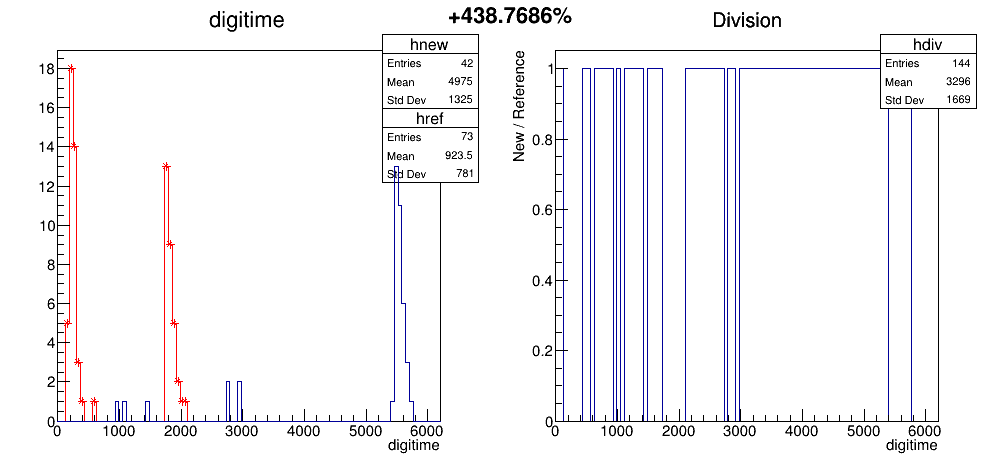 +438.7686%
digitime
hnew
Entries 42
Mean 4975
Std Dev 1325
href
Entries 73
Mean 923.5
Std Dev 781
18
16
14
12
10
8
6
4
2
0
0 1000 2000 3000 4000 5000 6000
digitime
Division
hdiv
Entries 144
Mean 3296
Std Dev 1669
New / Reference
1
0.8
0.6
0.4
0.2
0
0 1000 2000 3000 4000 5000 6000
digitime